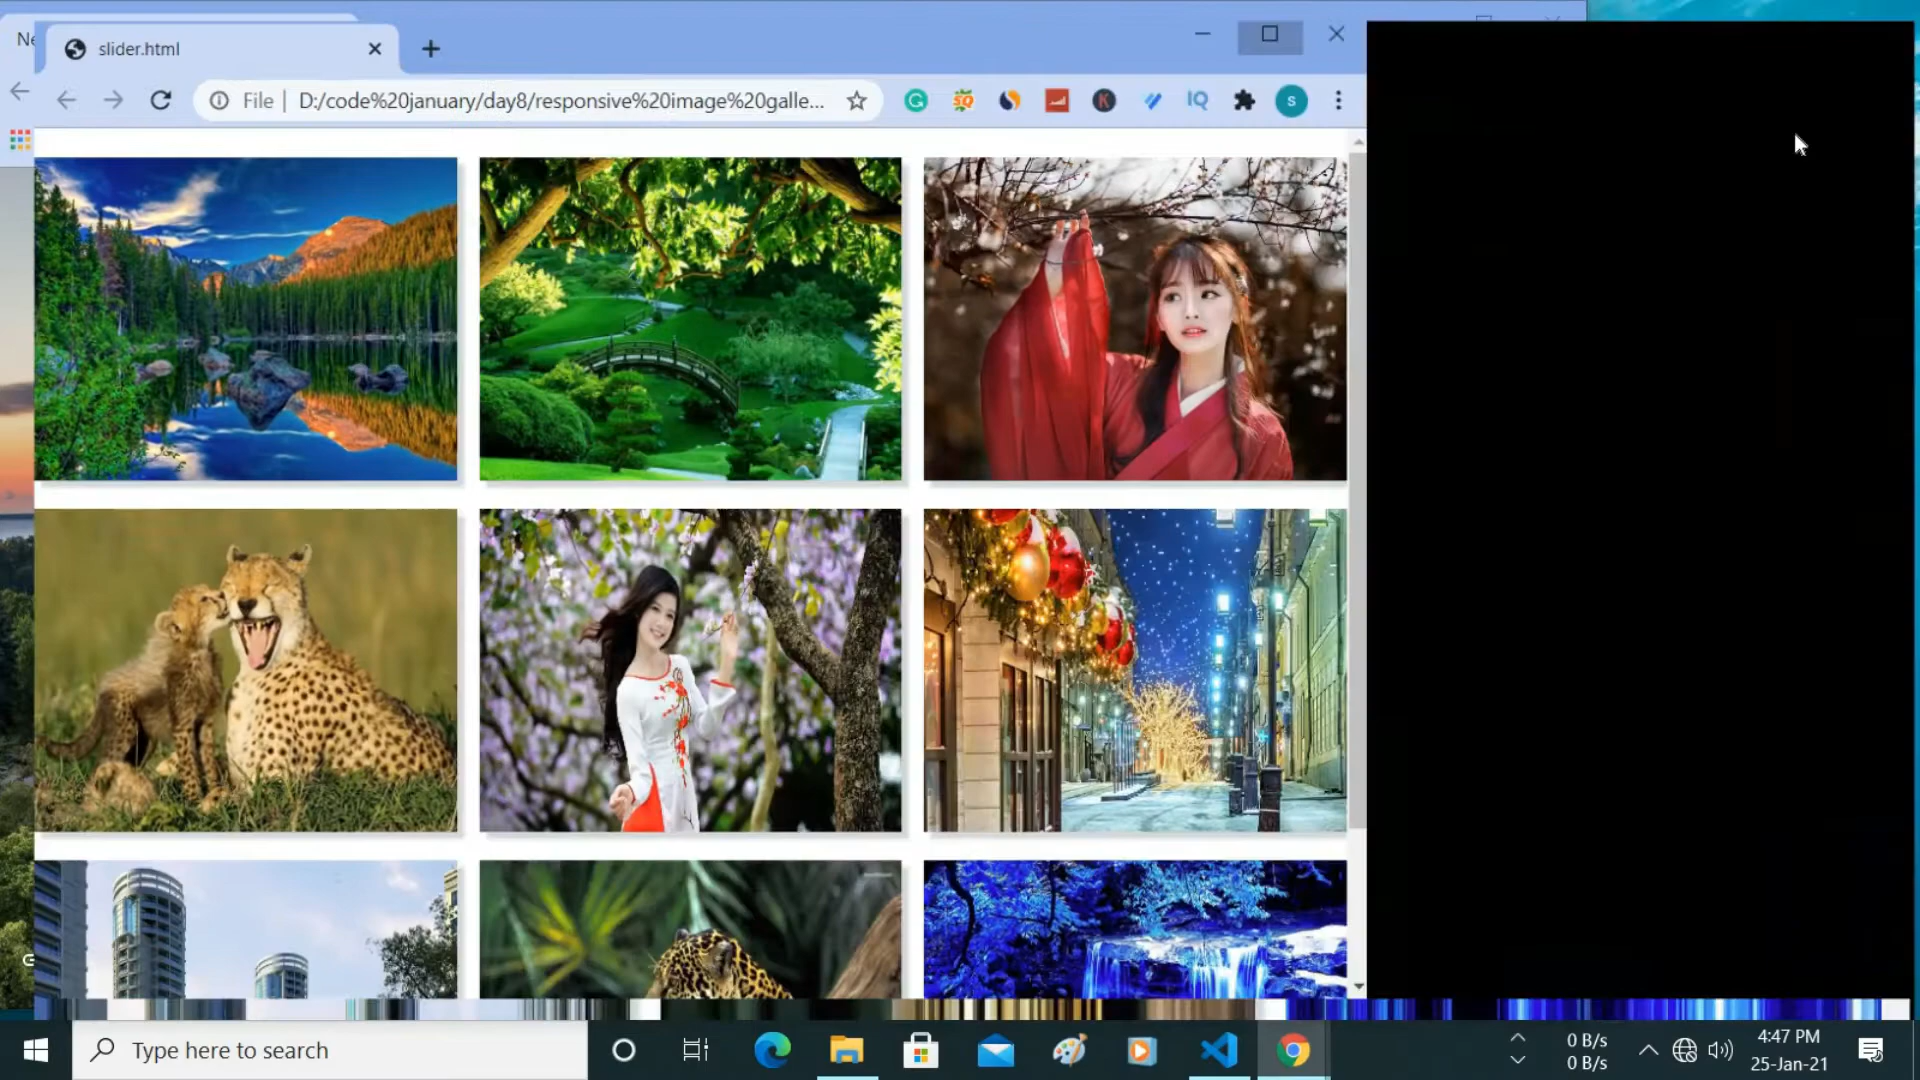 Ne
slider.html
File
D:/code%20january/day8/responsive%20image%20galle...
SQ
K
IQ
S
Type here to search
0 B/s
0 B/s
4:47 PM
25-Jan-21